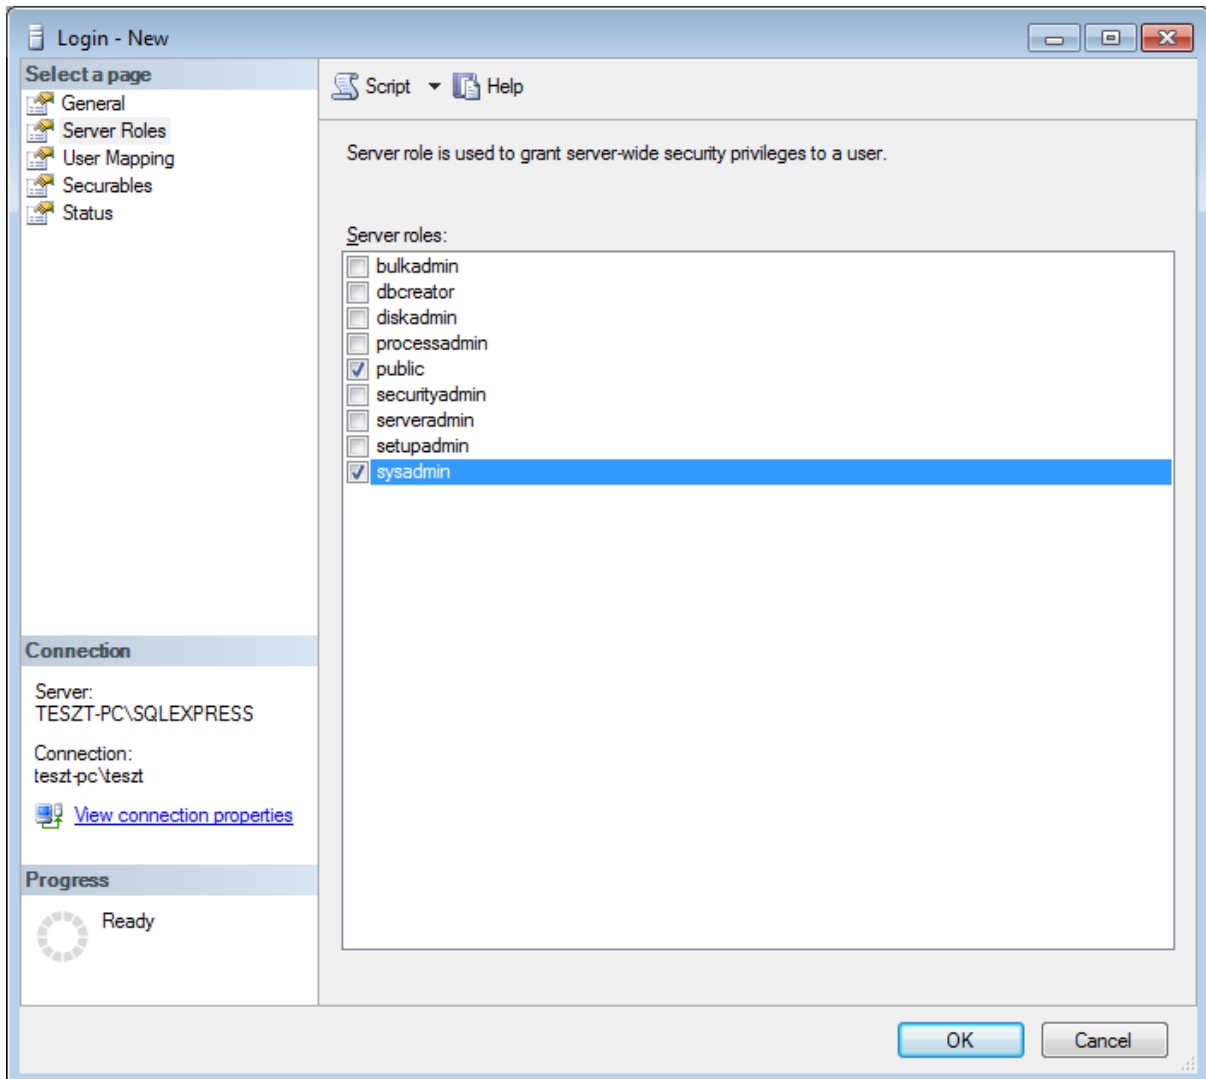 Login - New
Select a page
General
Server Roles
User Mapping
Securables
Status
Script
Help
Server role is used to grant server-wide security privileges to a user.
Server roles:
bulkadmin
dbcreator
diskadmin
processadmin
public
securityadmin
serveradmin
setupadmin
sysadmin
Connection
Server:
TESZT-PC\SQLEXPRESS
Connection:
teszt-pc\teszt
View connection properties
Progress
Ready
OK
Cancel